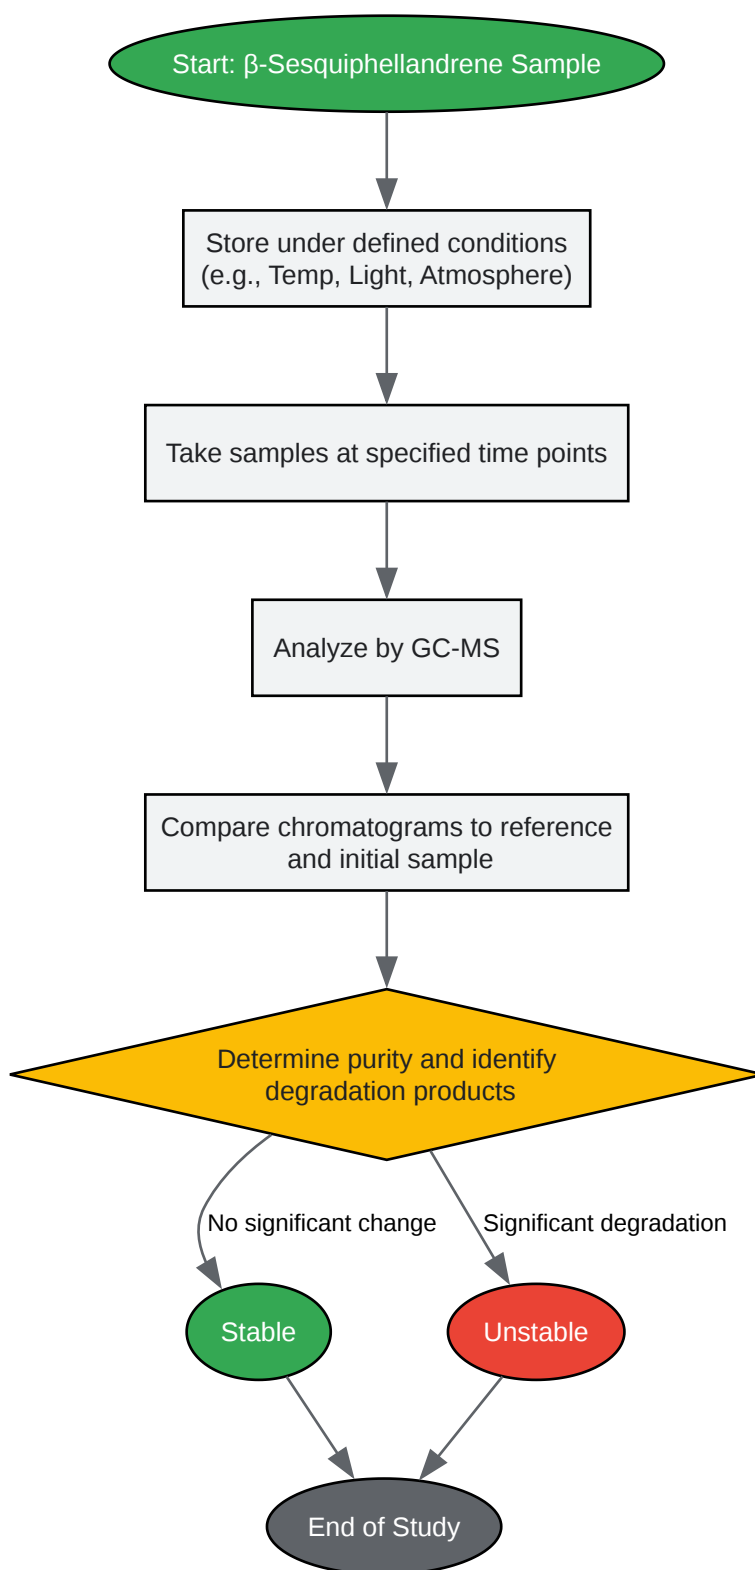 Start: β-Sesquiphellandrene Sample
Store under defined conditions
(e.g., Temp, Light, Atmosphere)
Take samples at specified time points
Analyze by GC-MS
Compare chromatograms to reference
and initial sample
Determine purity and identify
degradation products
No significant change
Significant degradation
Stable
Unstable
End of Study